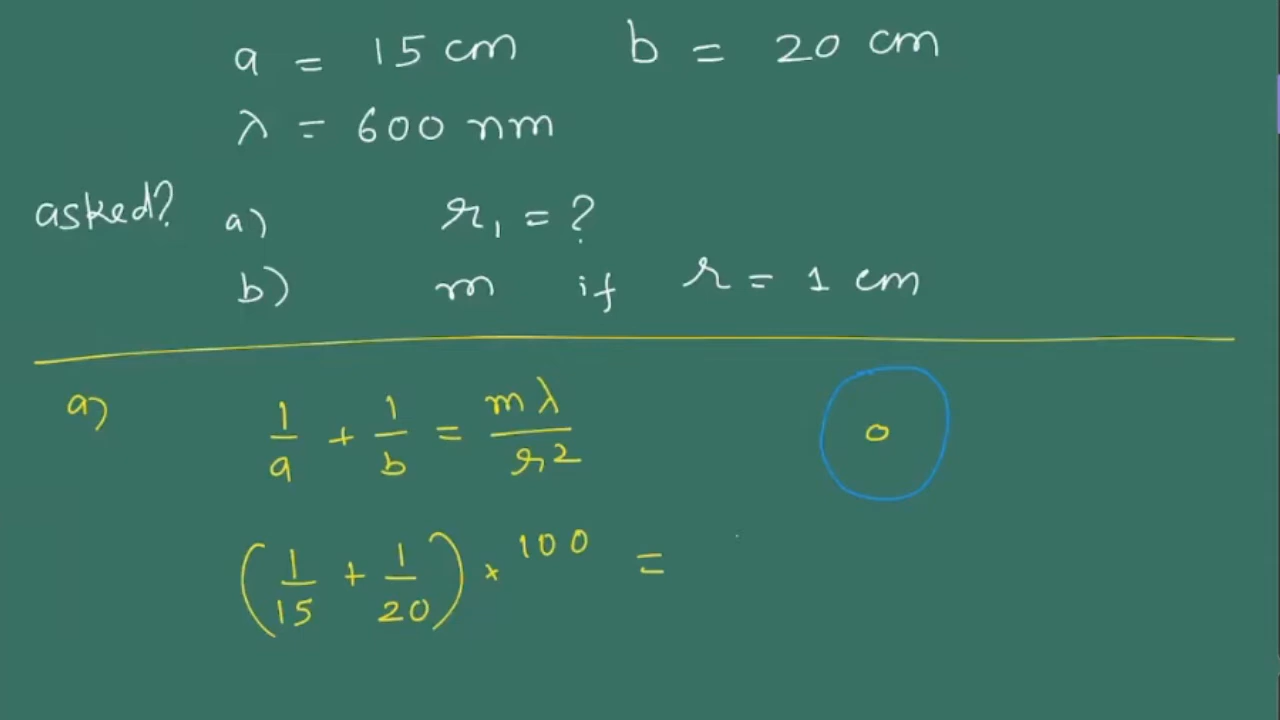 a = 15 cm b = 20 cm
λ = 600 nm
asked? a) r₁ = ?
b) m if r = 1 cm
a) 1/a + 1/b = mλ/r²
(1/15 + 1/20) × 100 =